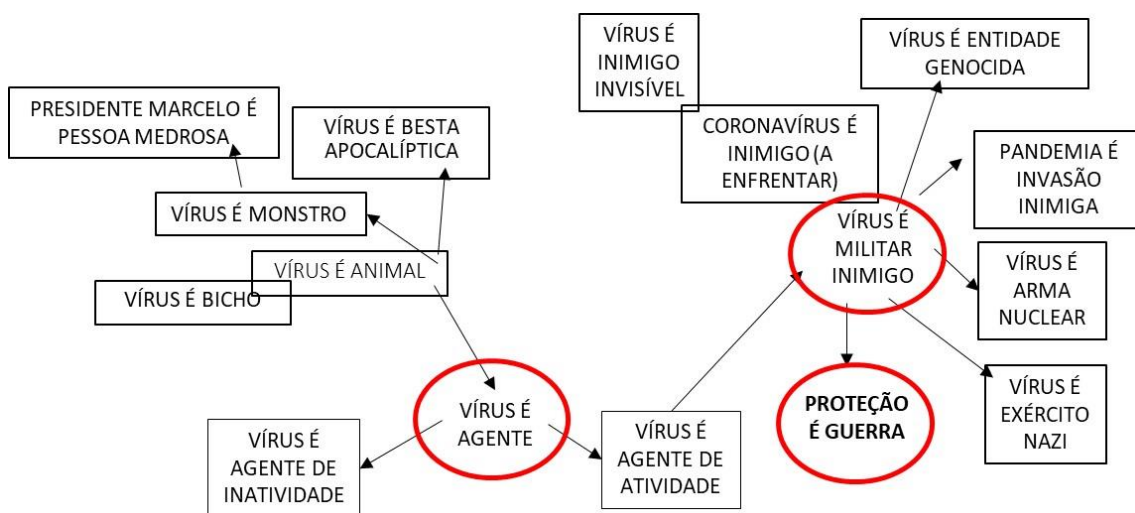 VÍRUS É
INIMIGO
INVISÍVEL
VÍRUS É ENTIDADE
GENOCIDA
PRESIDENTE MARCELO É
PESSOA MEDROSA
VÍRUS É BESTA
APOCALÍPTICA
CORONAVÍRUS É
INIMIGO (A
ENFRENTAR)
PANDEMIA É
INVASÃO
INIMIGA
VÍRUS É MONSTRO
VÍRUS É
MILITAR
INIMIGO
VÍRUS É ANIMAL
VÍRUS É BICHO
VÍRUS É
ARMA
NUCLEAR
VÍRUS É
AGENTE
PROTEÇÃO
É GUERRA
VÍRUS É
EXÉRCITO
NAZI
VÍRUS É
AGENTE DE
INATIVIDADE
VÍRUS É
AGENTE DE
ATIVIDADE